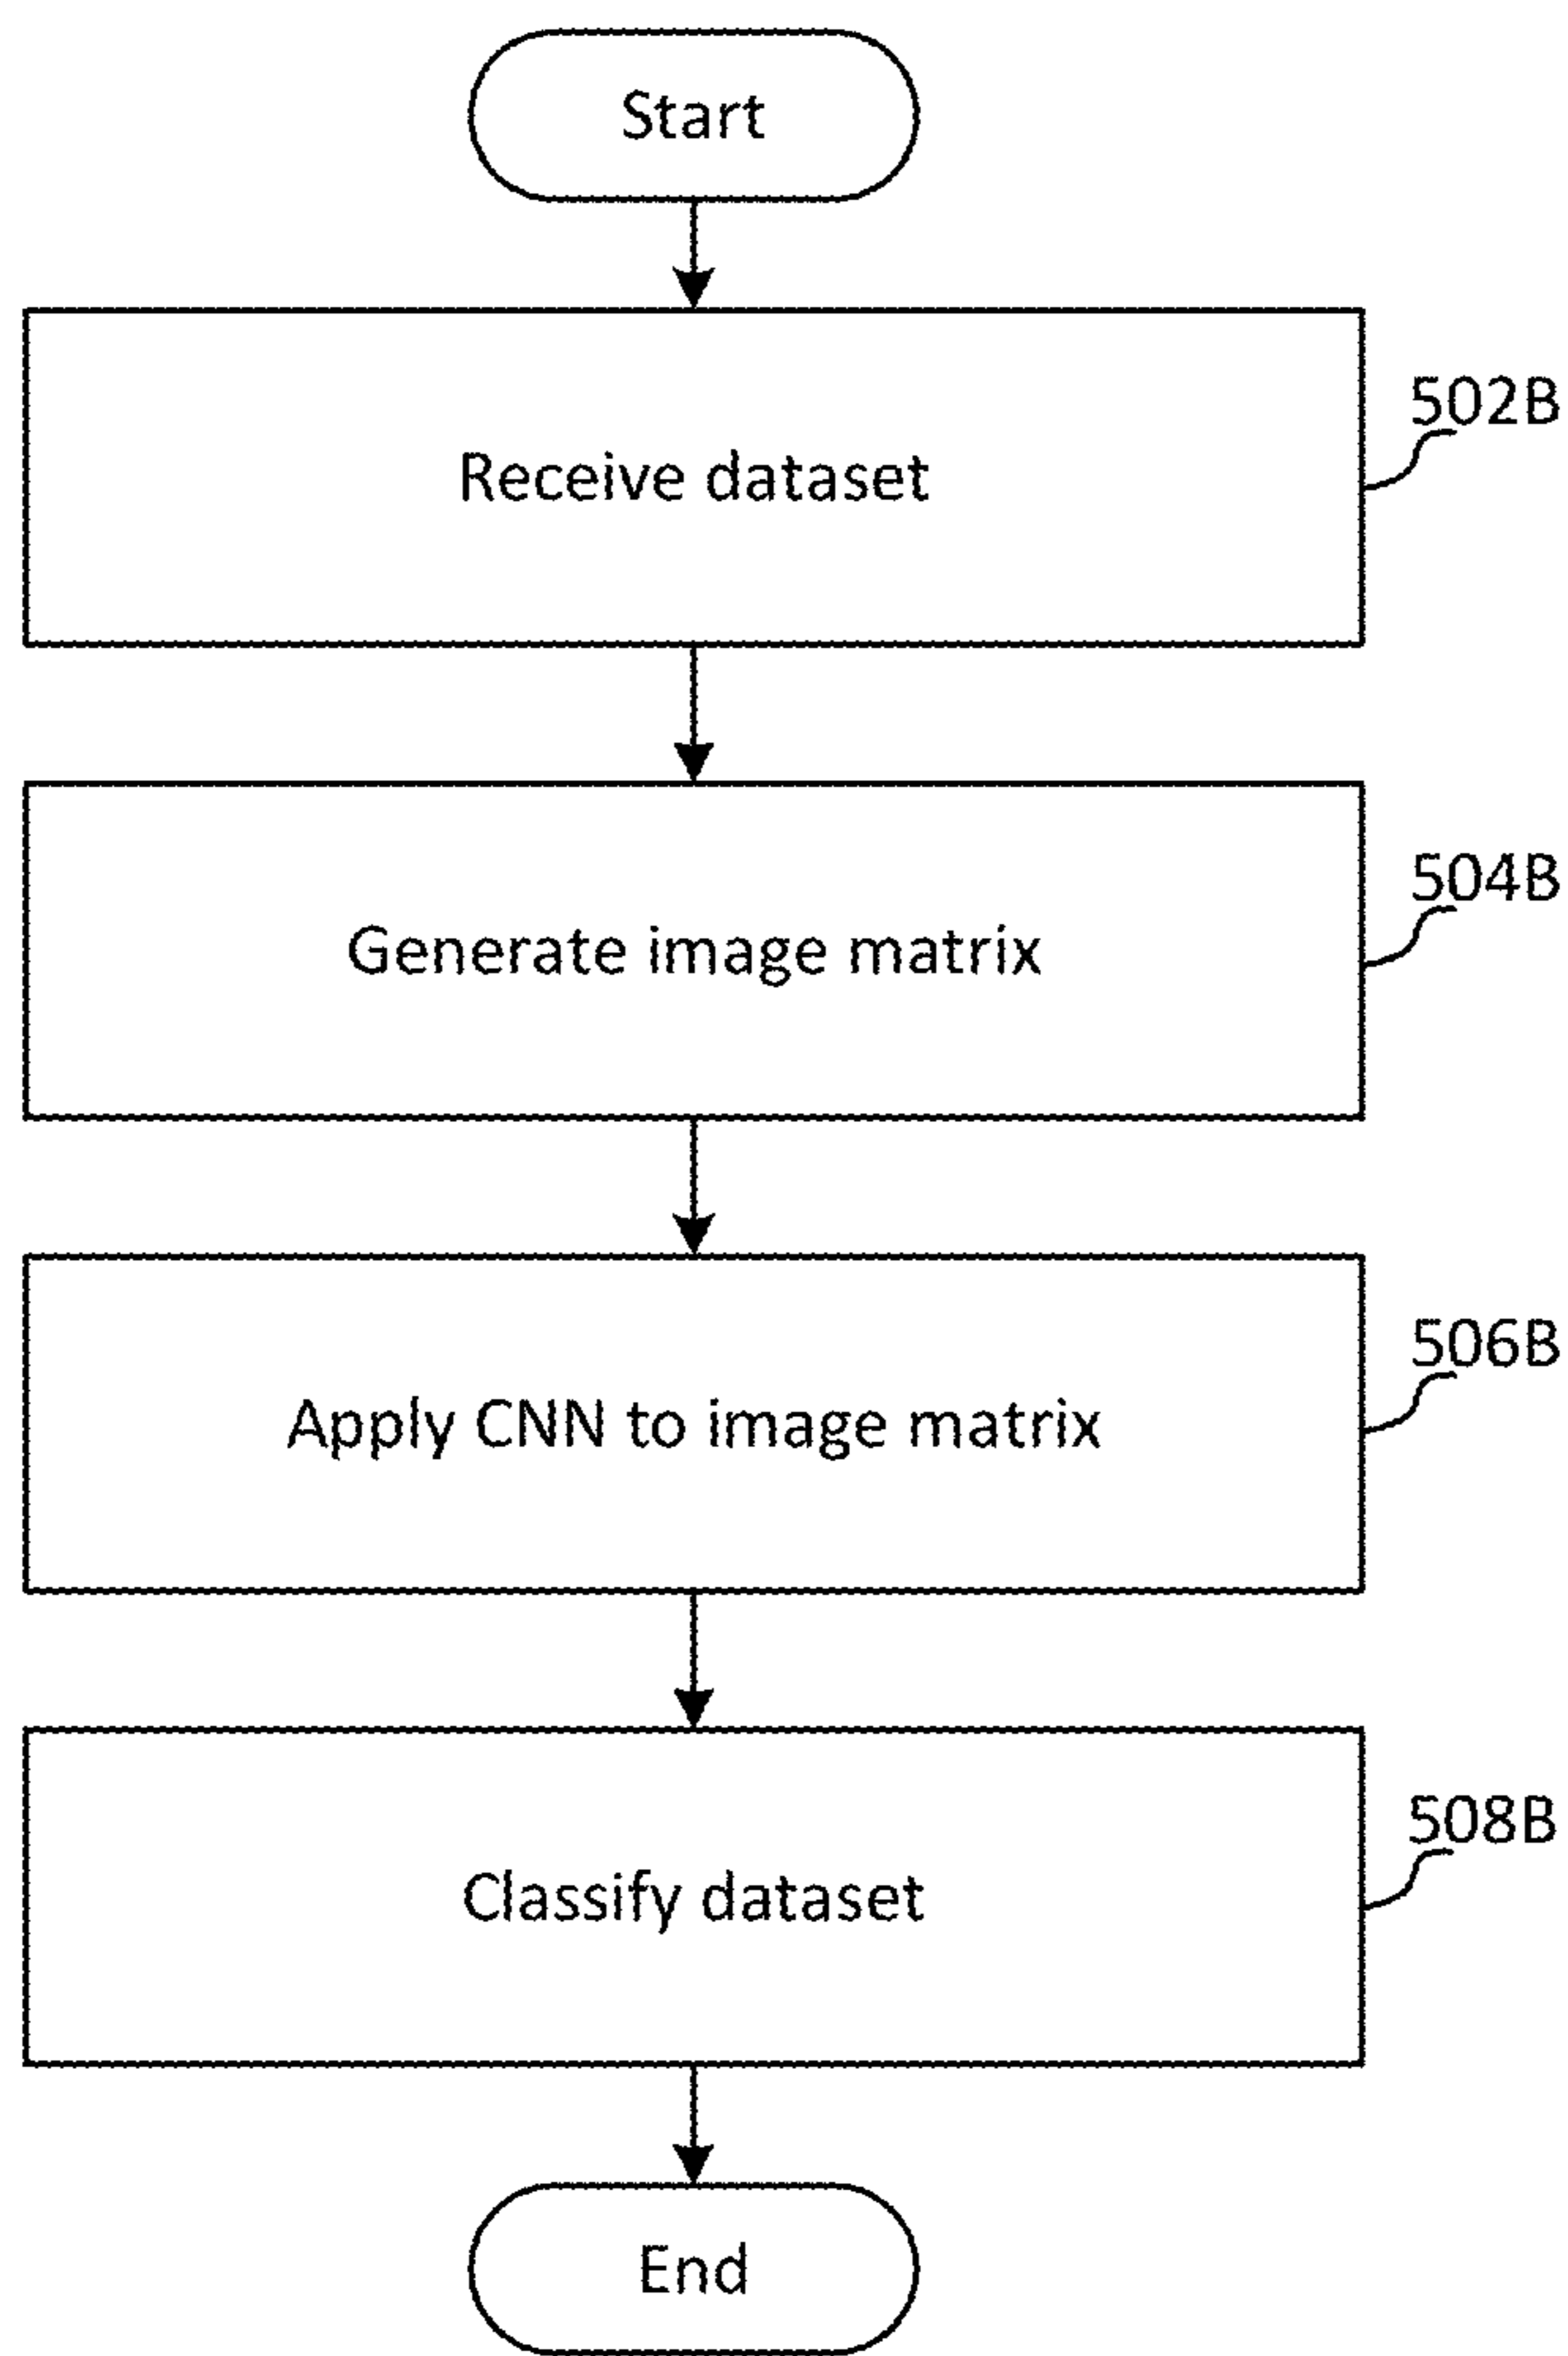 Start
502B
Receive dataset
504B
Generate image matrix
506B
Apply CNN to image matrix
508B
Classify dataset
End